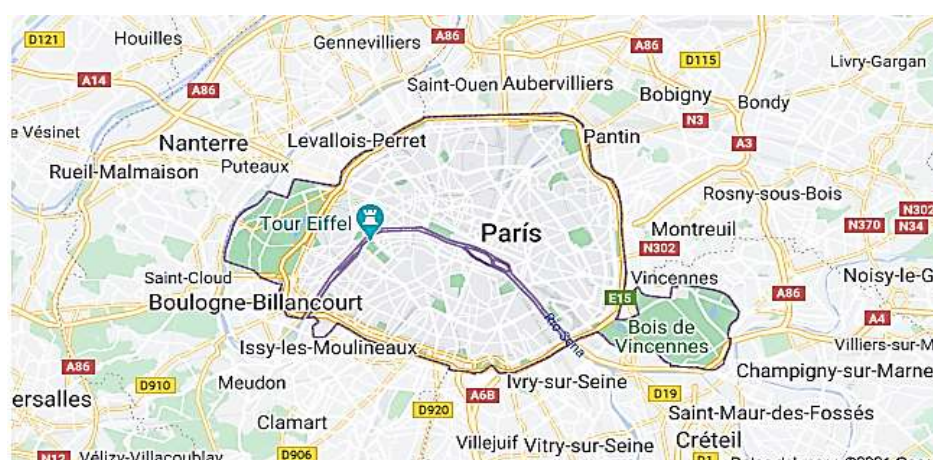 D121
Houilles
Gennevilliers
A86
A86
D115
Livry-Gargan
A14
A86
Saint-Ouen
Aubervilliers
Bobigny
Bondy
N3
e Vésinet
Nanterre
Levallois-Perret
Pantin
A3
Rueil-Malmaison
Puteaux
Rosny-sous-Bois
Tour Eiffel
París
Montreuil
N370
N302
N34
N302
Saint-Cloud
Vincennes
Noisy-le-G
Boulogne-Billancourt
E15
A86
Río Sena
Bois de
Vincennes
A4
Issy-les-Moulineaux
Villiers-sur-M
A86
D910
Meudon
Ivry-sur-Seine
Champigny-sur-Marne
ersalles
A6B
D19
D920
Clamart
Saint-Maur-des-Fossés
Villejuif
Vitry-sur-Seine
Créteil
N12
Vélizy-Villacoublay
D906
D1